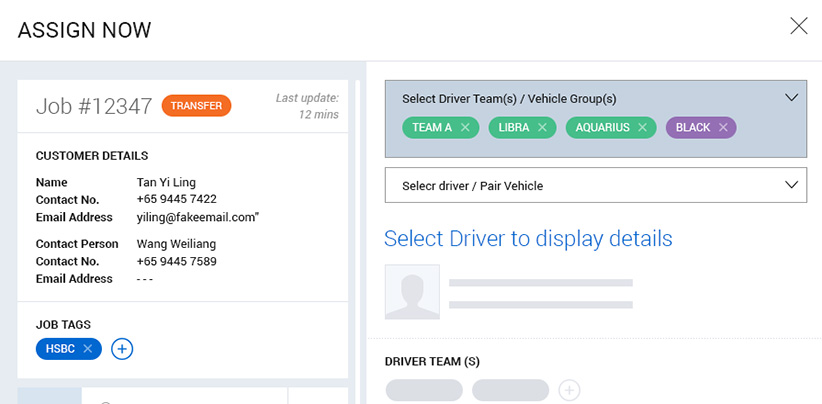 ASSIGN NOW
Job #12347 TRANSFER
Last update:
12 mins
CUSTOMER DETAILS
Name Tan Yi Ling
Contact No. +65 9445 7422
Email Address yiling@fakeemail.com"
Contact Person Wang Weiliang
Contact No. +65 9445 7589
Email Address - - -
JOB TAGS
HSBC
Select Driver Team(s) / Vehicle Group(s)
TEAM A LIBRA AQUARIUS BLACK
Selecr driver / Pair Vehicle
Select Driver to display details
DRIVER TEAM (S)